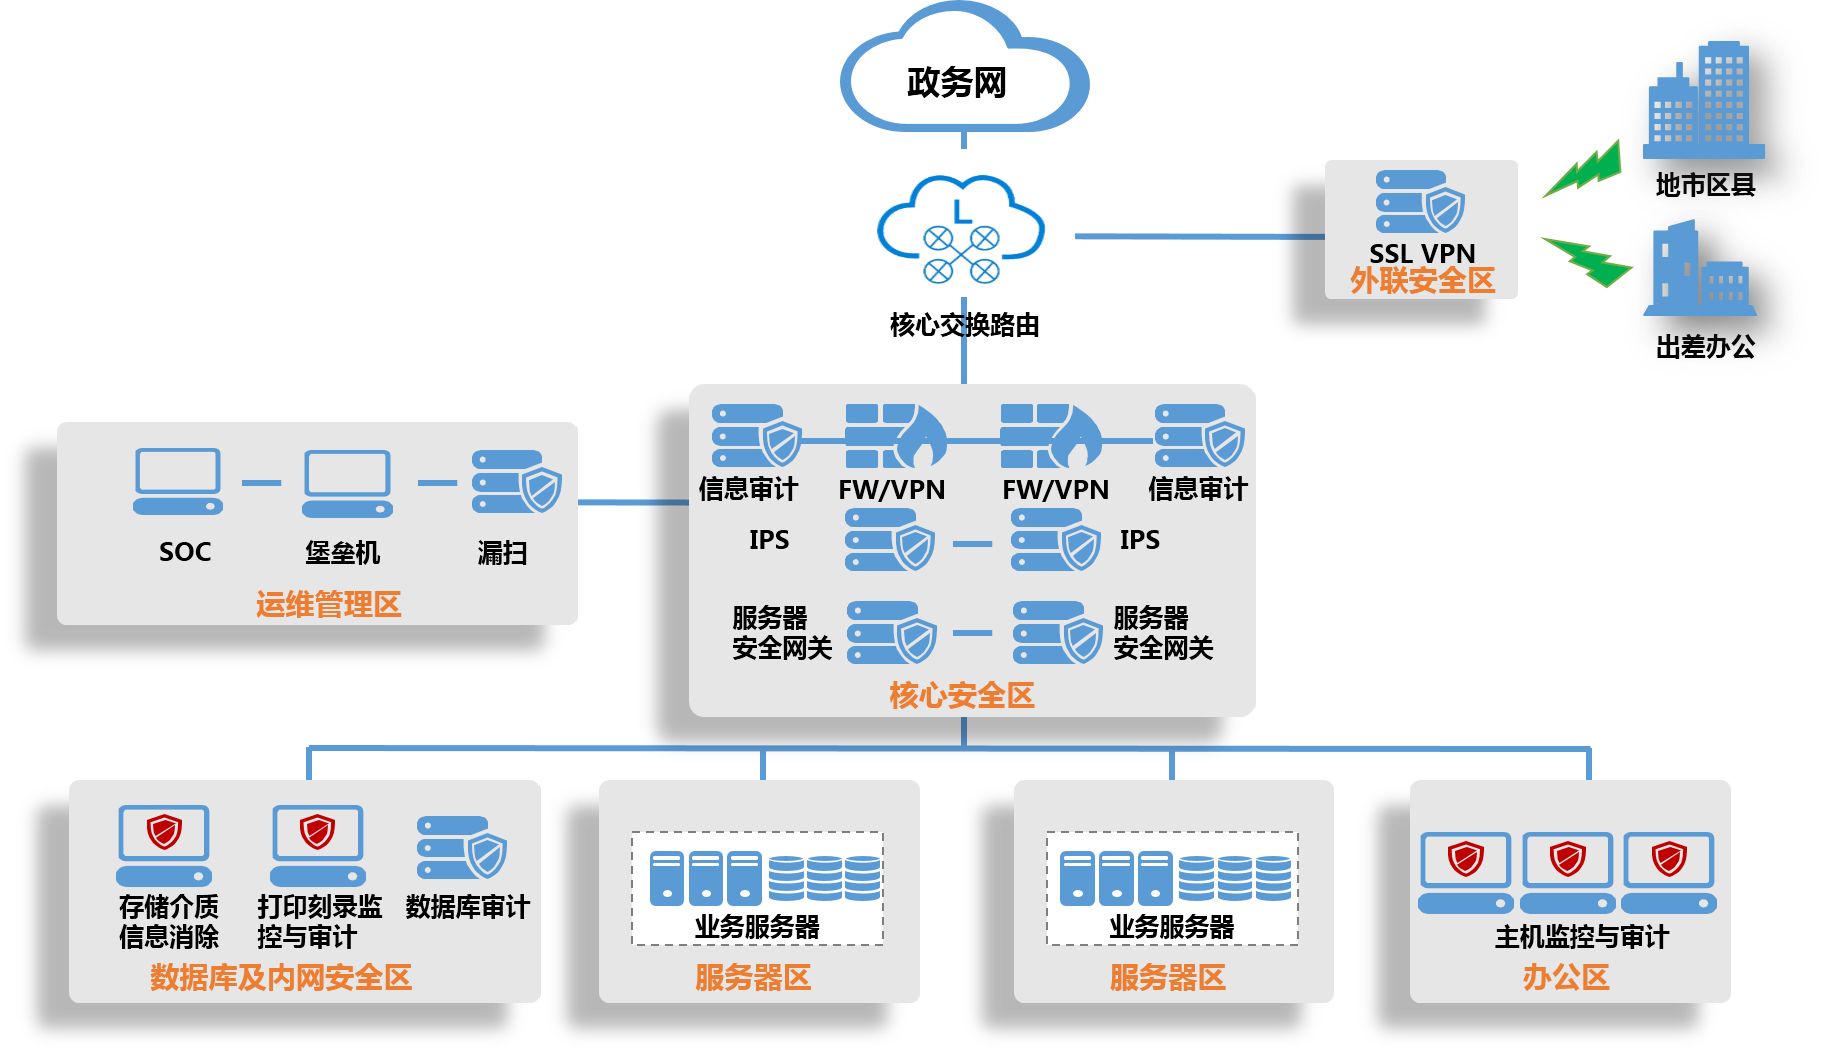 政务网
地市区县
L
SSL VPN
外联安全区
核心交换路由
出差办公
信息审计
FW/VPN
FW/VPN
信息审计
IPS
IPS
SOC
堡垒机
漏扫
运维管理区
服务器
安全网关
服务器
安全网关
核心安全区
存储介质
信息消除
打印刻录监
控与审计
数据库审计
数据库及内网安全区
业务服务器
服务器区
业务服务器
服务器区
主机监控与审计
办公区